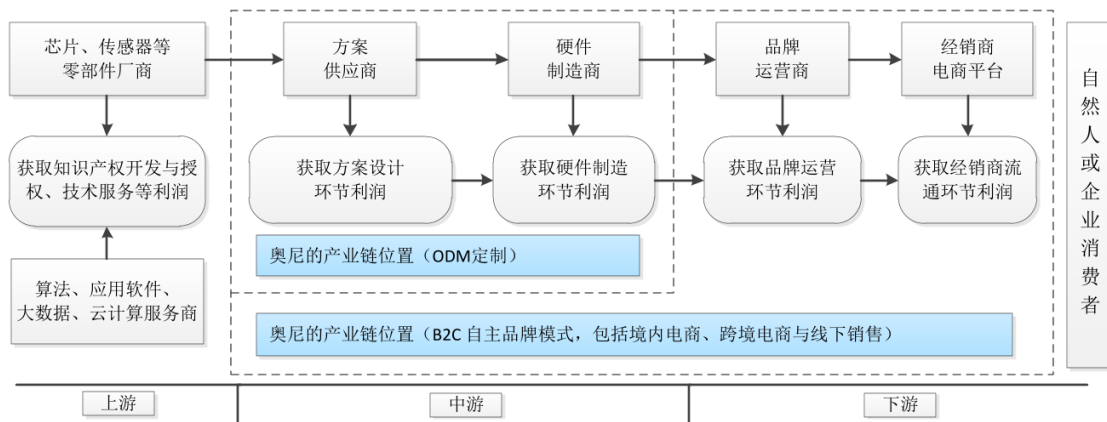 芯片、传感器等
零部件厂商
方案
供应商
硬件
制造商
品牌
运营商
经销商
电商平台
获取知识产权开发与授
权、技术服务等利润
获取方案设计
环节利润
获取硬件制造
环节利润
获取品牌运营
环节利润
获取经销商流
通环节利润
算法、应用软件、
大数据、云计算服务商
奥尼的产业链位置（ODM定制）
奥尼的产业链位置（B2C 自主品牌模式，包括境内电商、跨境电商与线下销售）
自然人或企业消费者
上游
中游
下游